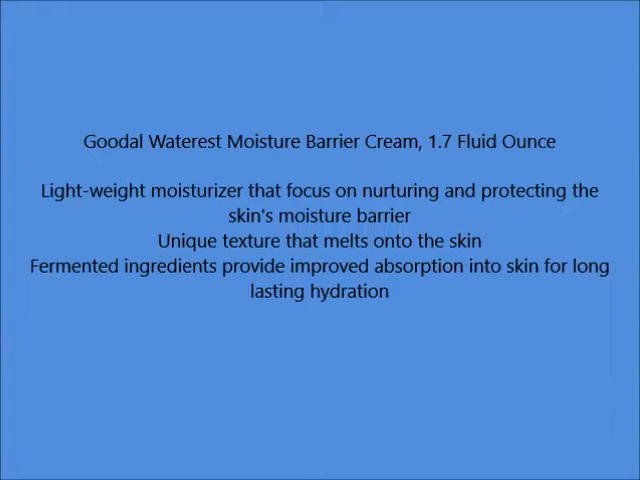 Goodal Waterest Moisture Barrier Cream, 1.7 Fluid Ounce
Light-weight moisturizer that focus on nurturing and protecting the
skin's moisture barrier
Unique texture that melts onto the skin
Fermented ingredients provide improved absorption into skin for long
lasting hydration